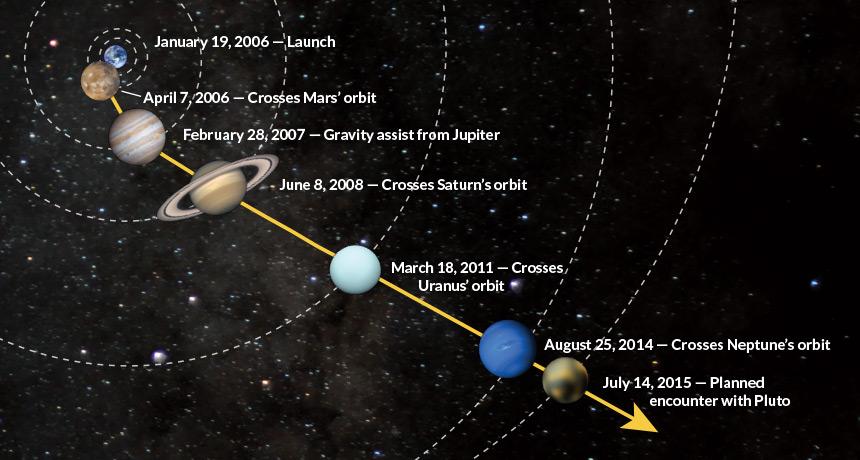 January 19, 2006 — Launch
April 7, 2006 — Crosses Mars’ orbit
February 28, 2007 — Gravity assist from Jupiter
June 8, 2008 — Crosses Saturn’s orbit
March 18, 2011 — Crosses
Uranus’ orbit
August 25, 2014 — Crosses Neptune’s orbit
July 14, 2015 — Planned
encounter with Pluto